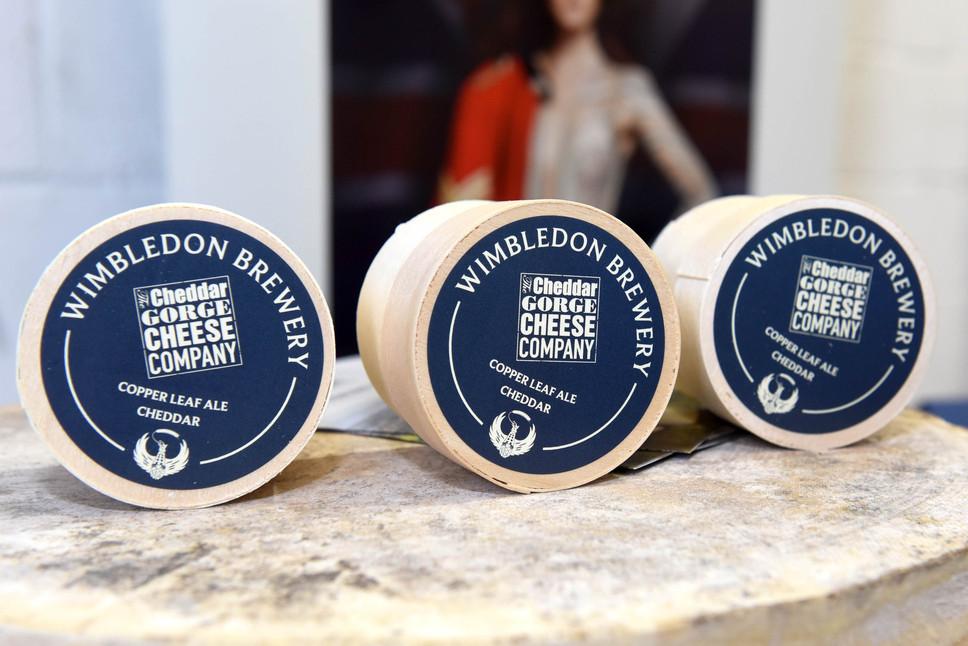 WIMBLEDON BREWERY
The Cheddar
GORGE
CHEESE
COMPANY
COPPER LEAF ALE
CHEDDAR
WIMBLEDON BREWERY
The Cheddar
GORGE
CHEESE
COMPANY
COPPER LEAF ALE
CHEDDAR
WIMBLEDON BREWERY
The Cheddar
GORGE
CHEESE
COMPANY
COPPER LEAF ALE
CHEDDAR